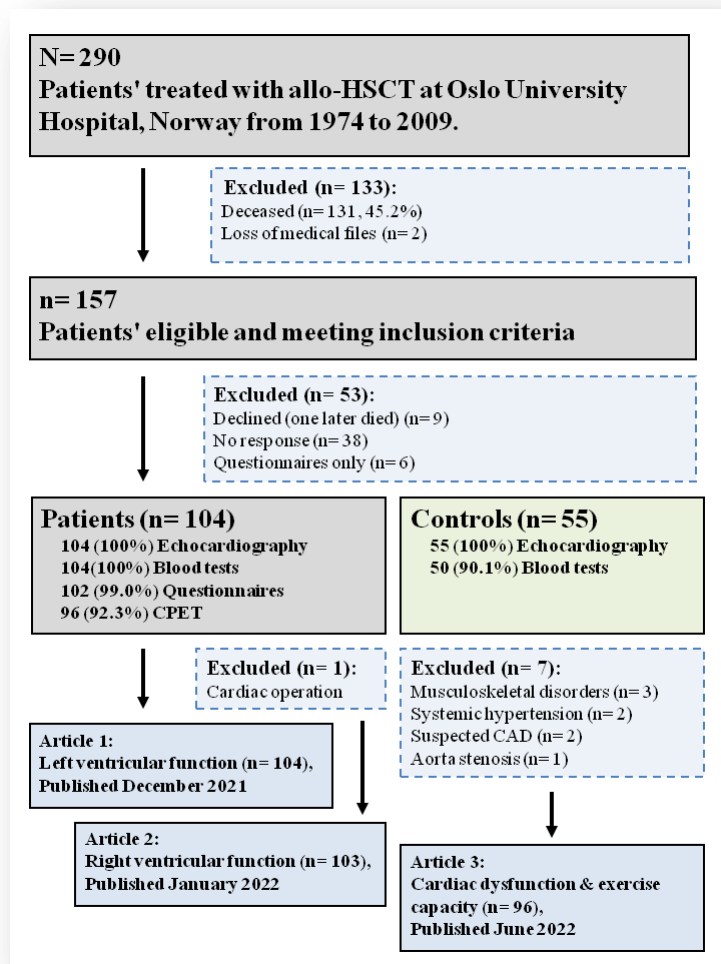 N= 290
Patients' treated with allo-HSCT at Oslo University
Hospital, Norway from 1974 to 2009.
Excluded (n= 133):
Deceased (n= 131, 45.2%)
Loss of medical files (n= 2)
n= 157
Patients' eligible and meeting inclusion criteria
Excluded (n= 53):
Declined (one later died) (n= 9)
No response (n= 38)
Questionnaires only (n= 6)
Patients (n= 104)
104 (100%) Echocardiography
104(100%) Blood tests
102 (99.0%) Questionnaires
96 (92.3%) CPET
Controls (n= 55)
55 (100%) Echocardiography
50 (90.1%) Blood tests
Excluded (n= 1):
Cardiac operation
Excluded (n= 7):
Musculoskeletal disorders (n= 3)
Systemic hypertension (n= 2)
Suspected CAD (n= 2)
Aorta stenosis (n= 1)
Article 1:
Left ventricular function (n= 104),
Published December 2021
Article 2:
Right ventricular function (n= 103),
Published January 2022
Article 3:
Cardiac dysfunction & exercise
capacity (n= 96),
Published June 2022